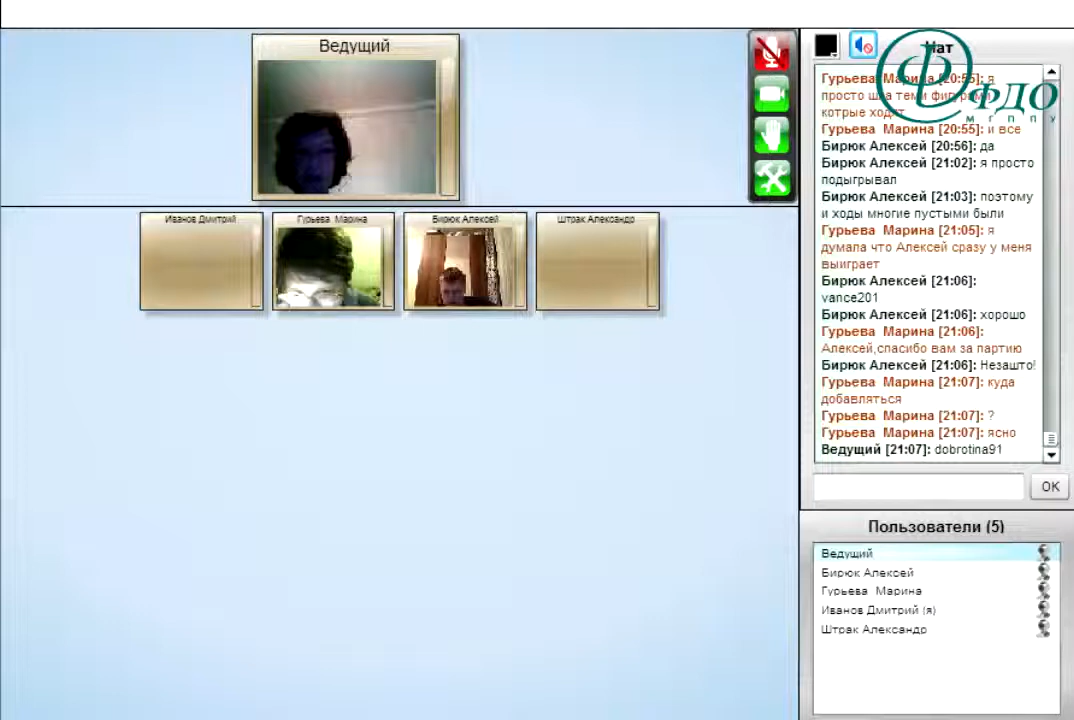 Ведущий
Иванов Дмитрий
Гурьева Марина
Бирюк Алексей
Штрак Александр
Чат
ФДО
МГППУ
Гурьева Марина [20:55]: я
просто шла теми фигурами
котрые ходят
Гурьева Марина [20:55]: и все
Бирюк Алексей [20:56]: да
Бирюк Алексей [21:02]: я просто
подыгрывал
Бирюк Алексей [21:03]: поэтому
и ходы многие пустыми были
Гурьева Марина [21:05]: я
думала что Алексей сразу у меня
выиграет
Бирюк Алексей [21:06]:
vance201
Бирюк Алексей [21:06]: хорошо
Гурьева Марина [21:06]:
Алексей,спасибо вам за партию
Бирюк Алексей [21:06]: Незашто!
Гурьева Марина [21:07]: куда
добавляться
Гурьева Марина [21:07]: ?
Гурьева Марина [21:07]: ясно
Ведущий [21:07]: dobrotina91
OK
Пользователи (5)
Ведущий
Бирюк Алексей
Гурьева Марина
Иванов Дмитрий (я)
Штрак Александр